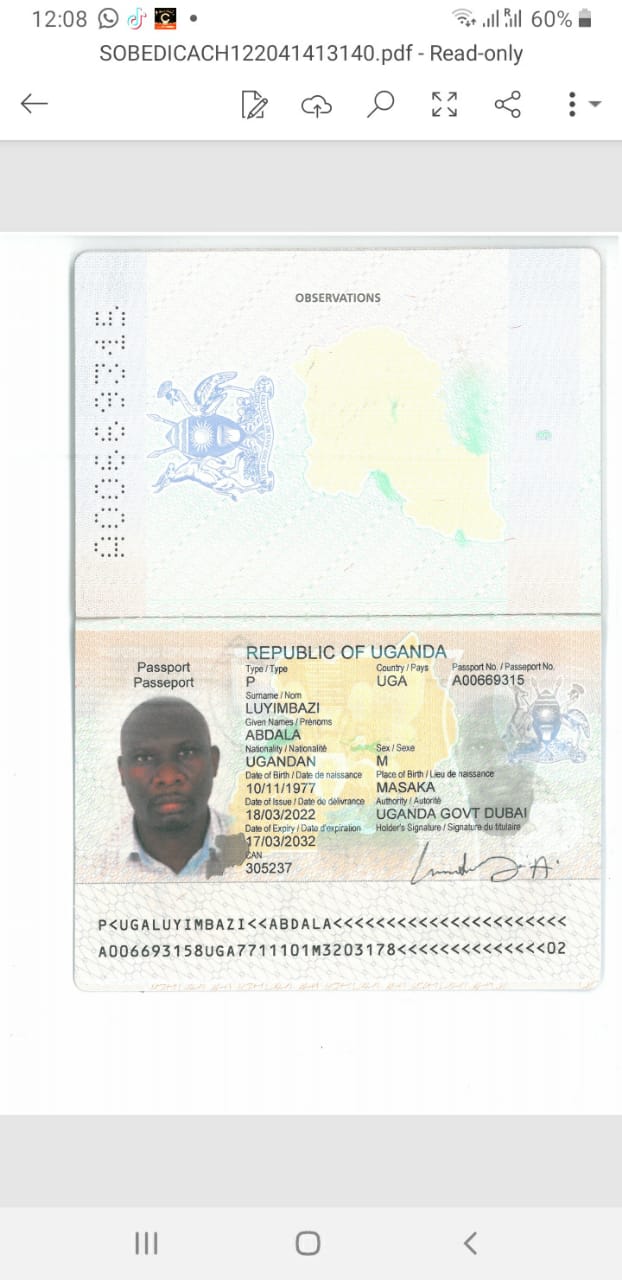 12:08
60%
SOBEDICACH122041413140.pdf - Read-only
OBSERVATIONS
A00669315
REPUBLIC OF UGANDA
Passport
Passeport
Type / Type
Country / Pays
Passport No. / Passeport No.
P
UGA
A00669315
Surname / Nom
LUYIMBAZI
Given Names / Prénoms
ABDALA
Nationality / Nationalité
Sex / Sexe
UGANDAN
M
Date of Birth / Date de naissance
Place of Birth / Lieu de naissance
10/11/1977
MASAKA
Date of Issue / Date de délivrance
Authority / Autorité
18/03/2022
UGANDA GOVT DUBAI
Date of Expiry / Date d'expiration
Holder's Signature / Signature du titulaire
17/03/2032
CAN
305237
P<UGALUYIMBAZI<<ABDALA<<<<<<<<<<<<<<<<<<<<<<
A006693158UGA7711101M3203178<<<<<<<<<<<<<<02